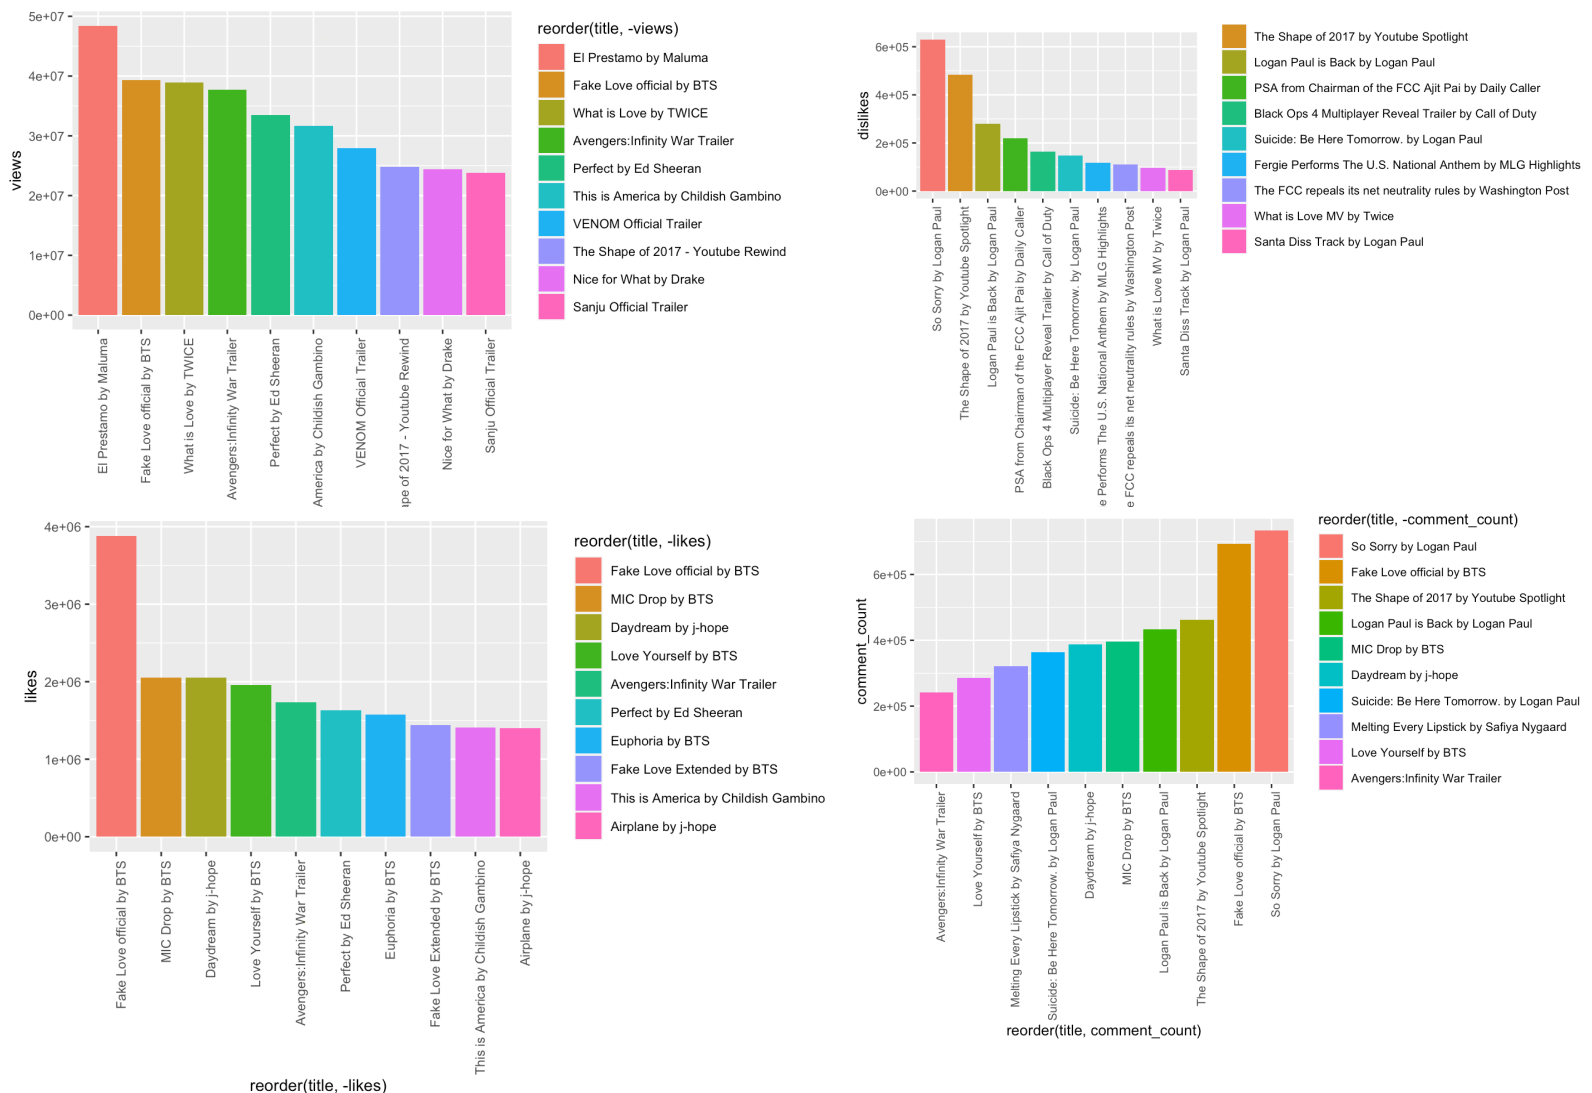 views
5e+07
4e+07
3e+07
2e+07
1e+07
0e+00
El Prestamo by Maluma
Fake Love official by BTS
What is Love by TWICE
Avengers:Infinity War Trailer
Perfect by Ed Sheeran
America by Childish Gambino
VENOM Official Trailer
pe of 2017 - Youtube Rewind
Nice for What by Drake
Sanju Official Trailer
reorder(title, -views)
El Prestamo by Maluma
Fake Love official by BTS
What is Love by TWICE
Avengers:Infinity War Trailer
Perfect by Ed Sheeran
This is America by Childish Gambino
VENOM Official Trailer
The Shape of 2017 - Youtube Rewind
Nice for What by Drake
Sanju Official Trailer
dislikes
6e+05
4e+05
2e+05
0e+00
So Sorry by Logan Paul
The Shape of 2017 by Youtube Spotlight
Logan Paul is Back by Logan Paul
PSA from Chairman of the FCC Ajit Pai by Daily Caller
Black Ops 4 Multiplayer Reveal Trailer by Call of Duty
Suicide: Be Here Tomorrow. by Logan Paul
e Performs The U.S. National Anthem by MLG Highlights
e FCC repeals its net neutrality rules by Washington Post
What is Love MV by Twice
Santa Diss Track by Logan Paul
The Shape of 2017 by Youtube Spotlight
Logan Paul is Back by Logan Paul
PSA from Chairman of the FCC Ajit Pai by Daily Caller
Black Ops 4 Multiplayer Reveal Trailer by Call of Duty
Suicide: Be Here Tomorrow. by Logan Paul
Fergie Performs The U.S. National Anthem by MLG Highlights
The FCC repeals its net neutrality rules by Washington Post
What is Love MV by Twice
Santa Diss Track by Logan Paul
likes
4e+06
3e+06
2e+06
1e+06
0e+00
Fake Love official by BTS
MIC Drop by BTS
Daydream by j-hope
Love Yourself by BTS
Avengers:Infinity War Trailer
Perfect by Ed Sheeran
Euphoria by BTS
Fake Love Extended by BTS
This is America by Childish Gambino
Airplane by j-hope
reorder(title, -likes)
reorder(title, -likes)
Fake Love official by BTS
MIC Drop by BTS
Daydream by j-hope
Love Yourself by BTS
Avengers:Infinity War Trailer
Perfect by Ed Sheeran
Euphoria by BTS
Fake Love Extended by BTS
This is America by Childish Gambino
Airplane by j-hope
comment_count
6e+05
4e+05
2e+05
0e+00
Avengers:Infinity War Trailer
Love Yourself by BTS
Melting Every Lipstick by Safiya Nygaard
Suicide: Be Here Tomorrow. by Logan Paul
Daydream by j-hope
MIC Drop by BTS
Logan Paul is Back by Logan Paul
The Shape of 2017 by Youtube Spotlight
Fake Love official by BTS
So Sorry by Logan Paul
reorder(title, comment_count)
reorder(title, -comment_count)
So Sorry by Logan Paul
Fake Love official by BTS
The Shape of 2017 by Youtube Spotlight
Logan Paul is Back by Logan Paul
MIC Drop by BTS
Daydream by j-hope
Suicide: Be Here Tomorrow. by Logan Paul
Melting Every Lipstick by Safiya Nygaard
Love Yourself by BTS
Avengers:Infinity War Trailer